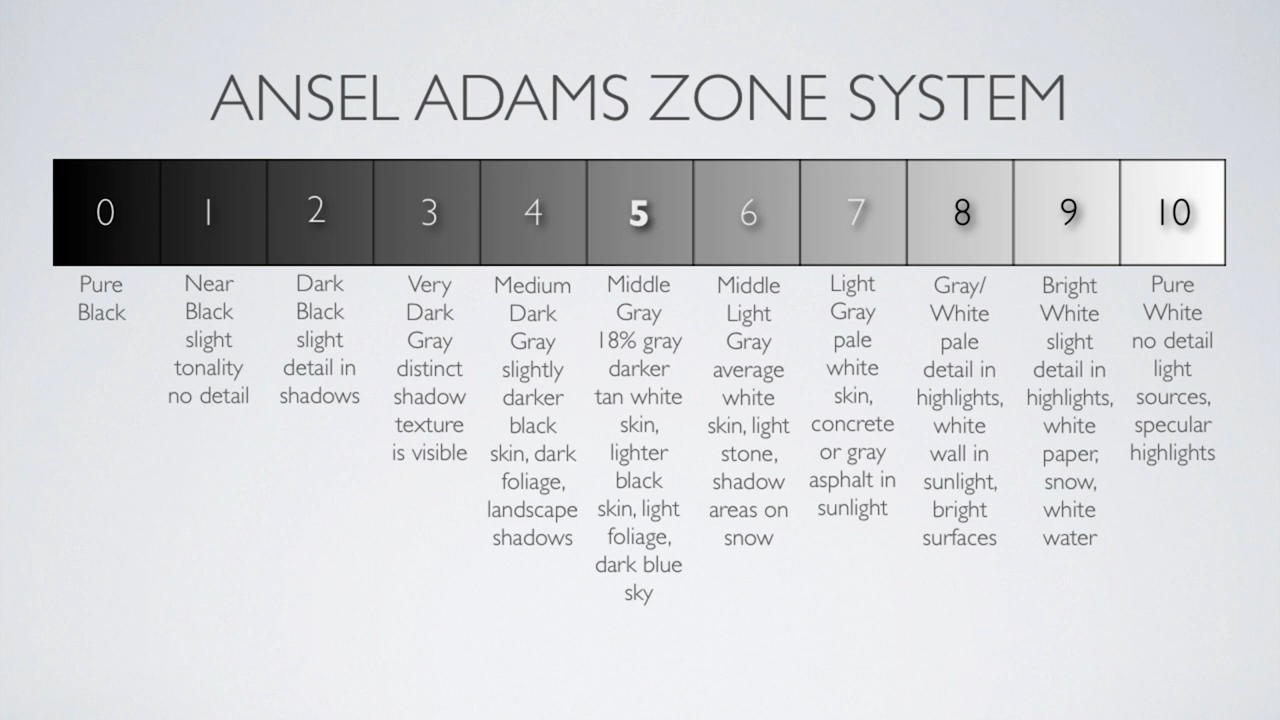 ANSEL ADAMS ZONE SYSTEM
0
1
2
3
4
5
6
7
8
9
10
Pure
Black
Near
Black
slight
tonality
no detail
Dark
Black
slight
detail in
shadows
Very
Dark
Gray
distinct
shadow
texture
is visible
Medium
Dark
Gray
slightly
darker
black
skin, dark
foliage,
landscape
shadows
Middle
Gray
18% gray
darker
tan white
skin,
lighter
black
skin, light
foliage,
dark blue
sky
Middle
Light
Gray
average
white
skin, light
stone,
shadow
areas on
snow
Light
Gray
pale
white
skin,
concrete
or gray
asphalt in
sunlight
Gray/
White
pale
detail in
highlights,
white
wall in
sunlight,
bright
surfaces
Bright
White
slight
detail in
highlights,
white
paper,
snow,
white
water
Pure
White
no detail
light
sources,
specular
highlights